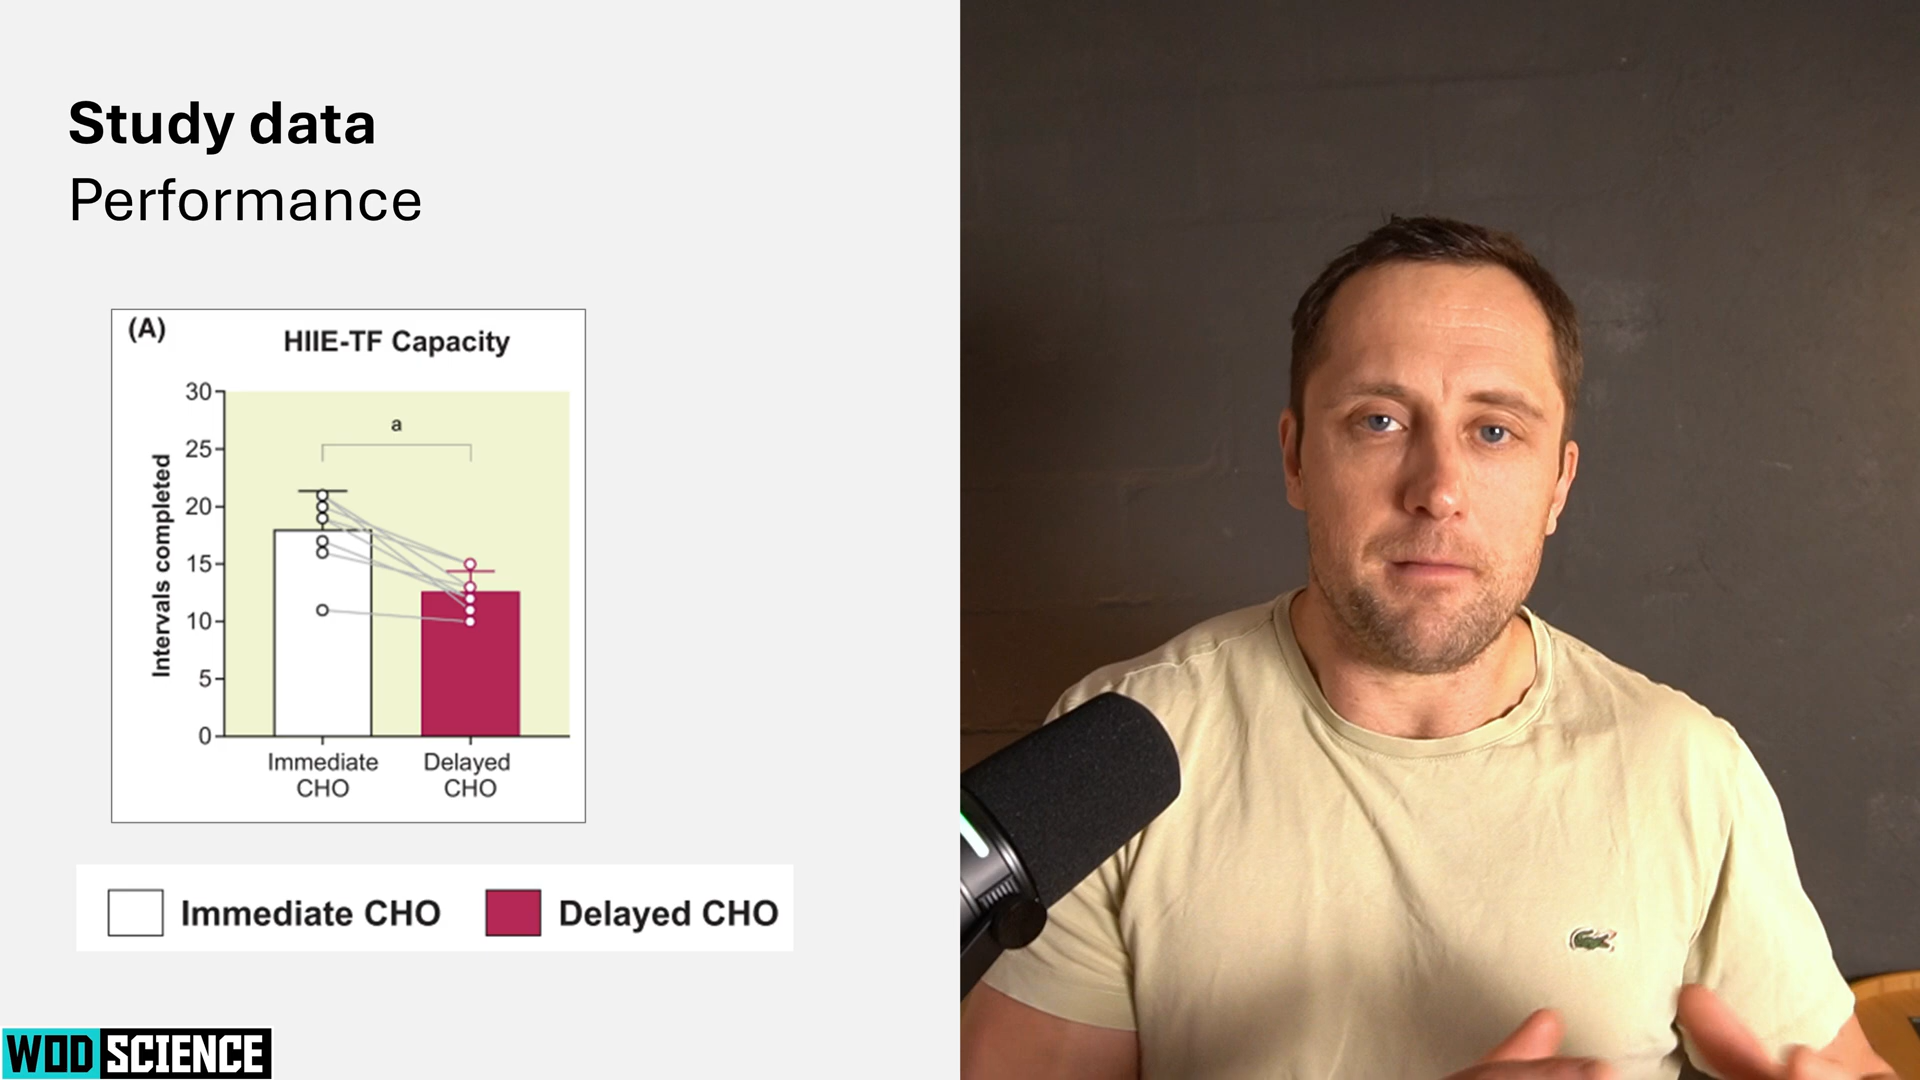 Study data
Performance
(A)
HIIE-TF Capacity
a
Intervals completed
30
25
20
15
10
5
0
Immediate CHO
Delayed CHO
Immediate CHO
Delayed CHO
WOD SCIENCE